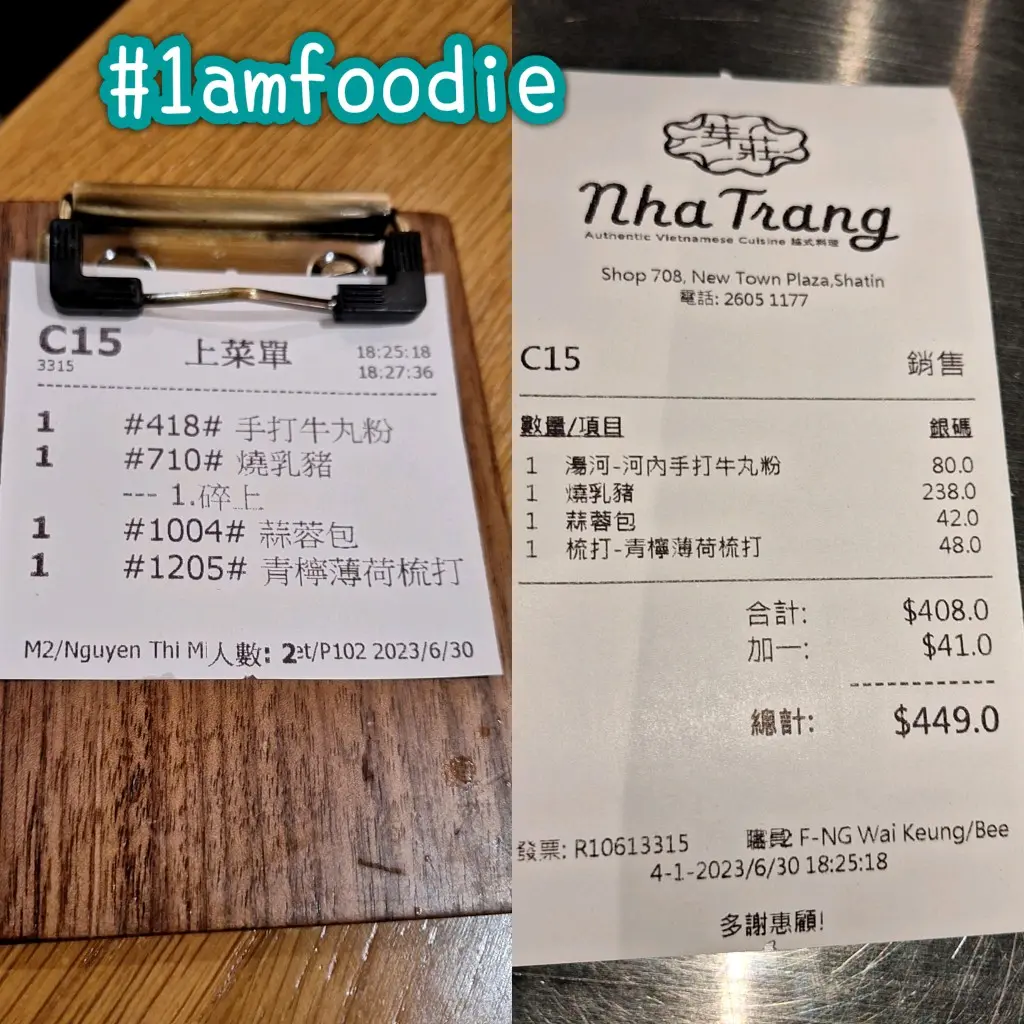 #1amfoodie
C15 上菜單 18:25:18
3315 18:27:36
1 #418# 手打牛丸粉
1 #710# 燒乳豬
--- 1.碎上
1 #1004# 蒜蓉包
1 #1205# 青檸薄荷梳打
M2/Nguyen Thi M 人數: 2 et/P102 2023/6/30
芽莊
Nha Trang
Authentic Vietnamese Cuisine 越式料理
Shop 708, New Town Plaza,Shatin
電話: 2605 1177
C15 銷售
數量/項目 銀碼
1 湯河-河內手打牛丸粉 80.0
1 燒乳豬 238.0
1 蒜蓉包 42.0
1 梳打-青檸薄荷梳打 48.0
合計: $408.0
加一: $41.0
總計: $449.0
發票: R10613315 F-NG Wai Keung/Bee
4-1-2023/6/30 18:25:18
多謝惠顧!